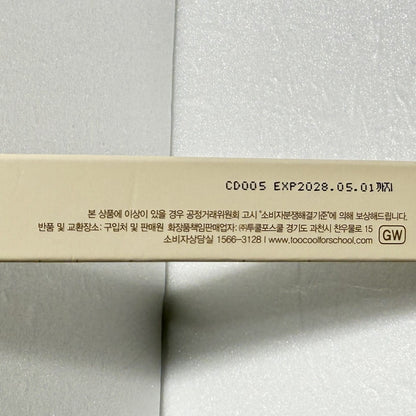 CD005 EXP2028.05.01까지
본 상품에 이상이 있을 경우 공정거래위원회 고시 "소비자분쟁해결기준"에 의해 보상해드립니다.
반품 및 교환장소: 구입처 및 판매원 화장품책임판매업자: ㈜투쿨포스쿨 경기도 과천시 찬우물로 15
소비자상담실 1566-3128 | www.toocoolforschool.com
GW